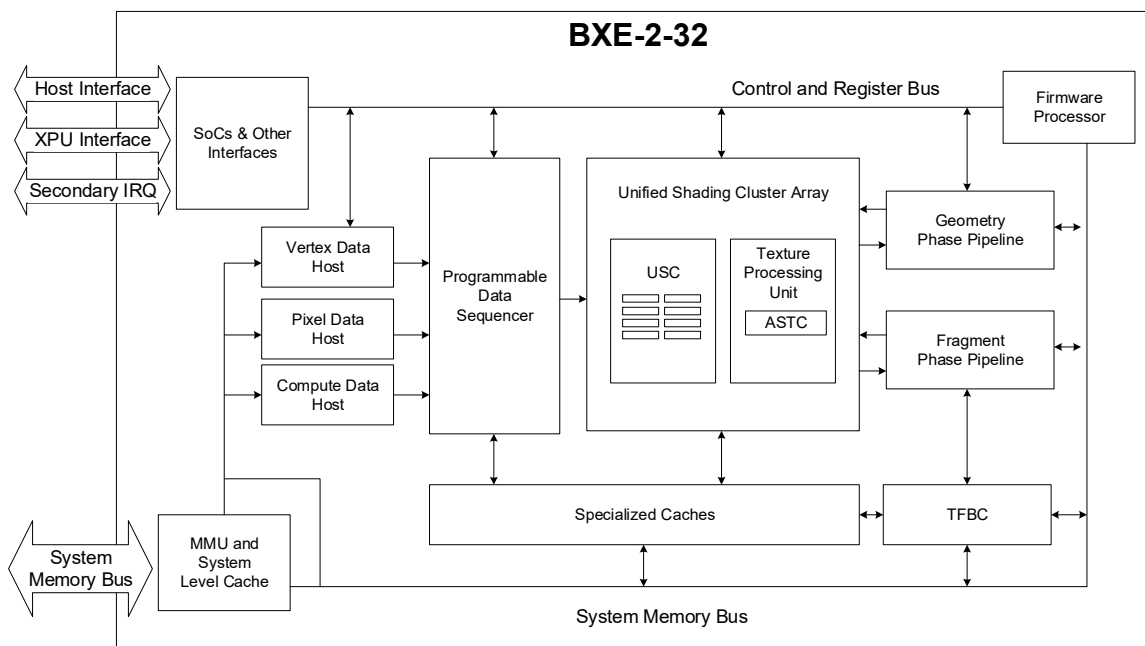 BXE-2-32
Host Interface
XPU Interface
Secondary IRQ
SoCs & Other
Interfaces
Control and Register Bus
Firmware
Processor
Vertex Data
Host
Pixel Data
Host
Compute Data
Host
Programmable
Data
Sequencer
Unified Shading Cluster Array
USC
Texture
Processing
Unit
ASTC
Geometry
Phase Pipeline
Fragment
Phase Pipeline
Specialized Caches
TFBC
System
Memory Bus
MMU and
System
Level Cache
System Memory Bus